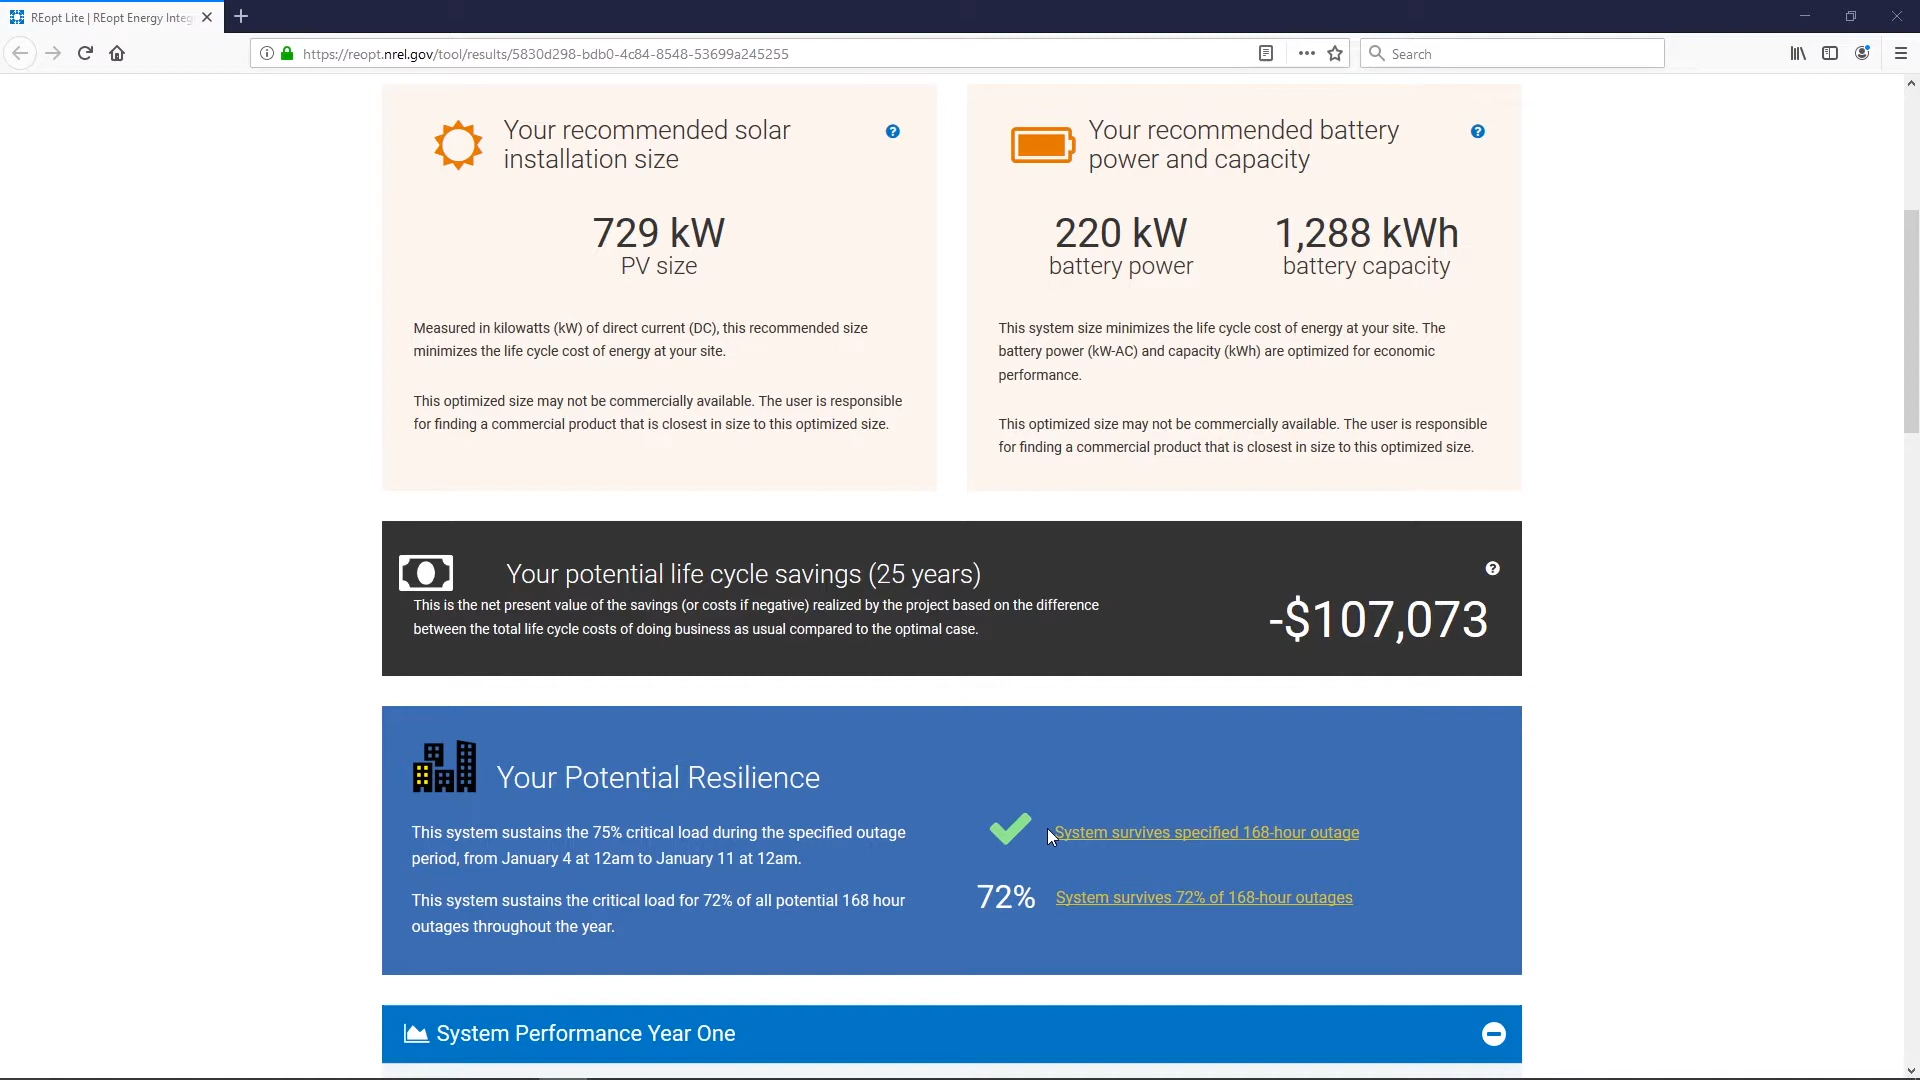 REopt Lite | REopt Energy Integ
https://reopt.nrel.gov/tool/results/5830d298-bdb0-4c84-8548-53699a245255
Search
Your recommended solar
installation size
?
729 kW
PV size
Measured in kilowatts (kW) of direct current (DC), this recommended size
minimizes the life cycle cost of energy at your site.
This optimized size may not be commercially available. The user is responsible
for finding a commercial product that is closest in size to this optimized size.
Your recommended battery
power and capacity
?
220 kW
battery power
1,288 kWh
battery capacity
This system size minimizes the life cycle cost of energy at your site. The
battery power (kW-AC) and capacity (kWh) are optimized for economic
performance.
This optimized size may not be commercially available. The user is responsible
for finding a commercial product that is closest in size to this optimized size.
Your potential life cycle savings (25 years)
?
This is the net present value of the savings (or costs if negative) realized by the project based on the difference
between the total life cycle costs of doing business as usual compared to the optimal case.
-$107,073
Your Potential Resilience
This system sustains the 75% critical load during the specified outage
period, from January 4 at 12am to January 11 at 12am.
This system sustains the critical load for 72% of all potential 168 hour
outages throughout the year.
System survives specified 168-hour outage
72%
System survives 72% of 168-hour outages
System Performance Year One